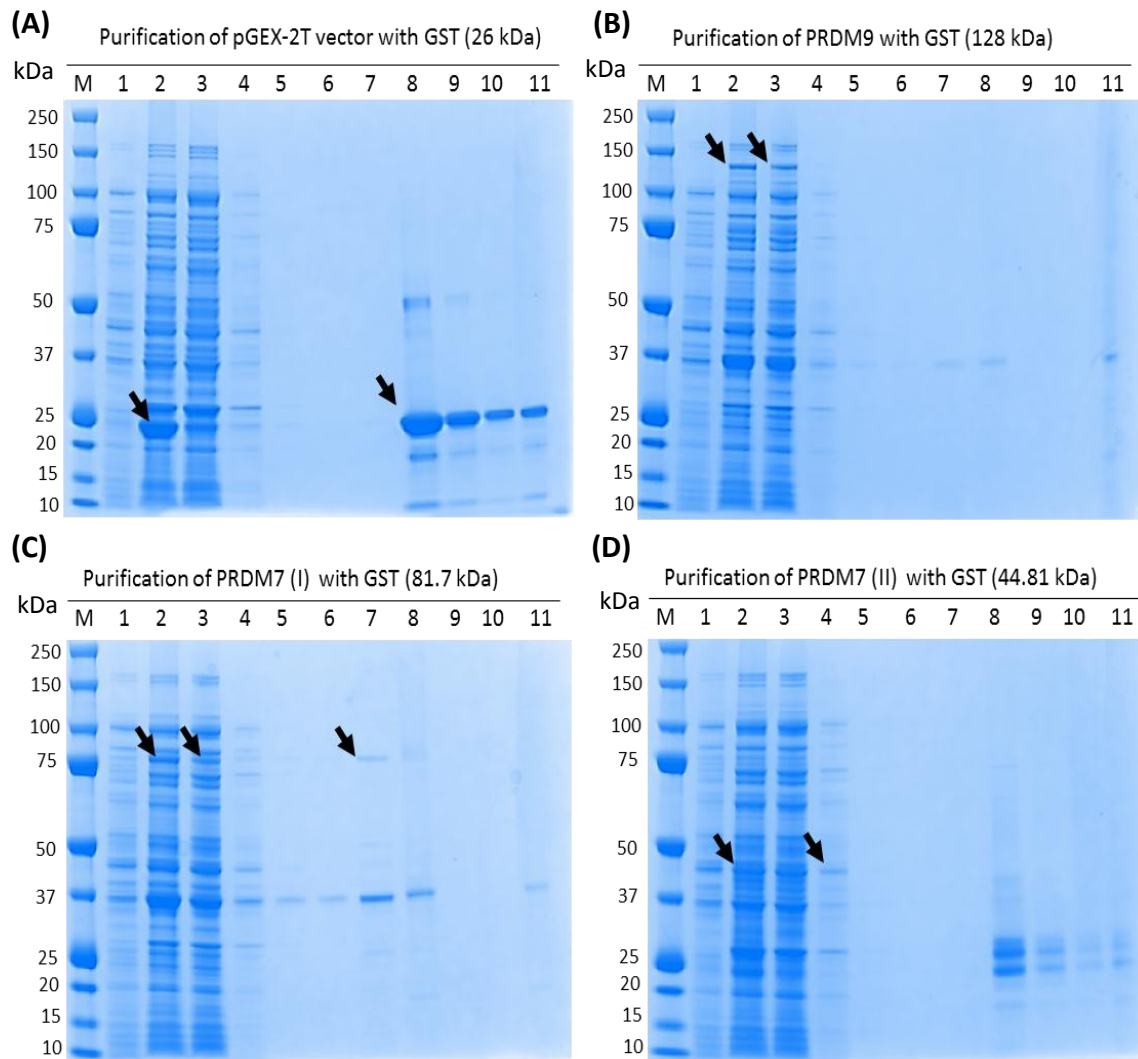 (A)
Purification of pGEX-2T vector with GST (26 kDa)
kDa
M 1 2 3 4 5 6 7 8 9 10 11
250
150
100
75
50
37
25
20
15
10
(B)
Purification of PRDM9 with GST (128 kDa)
kDa
M 1 2 3 4 5 6 7 8 9 10 11
250
150
100
75
50
37
25
20
15
10
(C)
Purification of PRDM7 (I) with GST (81.7 kDa)
kDa
M 1 2 3 4 5 6 7 8 9 10 11
250
150
100
75
50
37
25
20
15
10
(D)
Purification of PRDM7 (II) with GST (44.81 kDa)
kDa
M 1 2 3 4 5 6 7 8 9 10 11
250
150
100
75
50
37
25
20
15
10